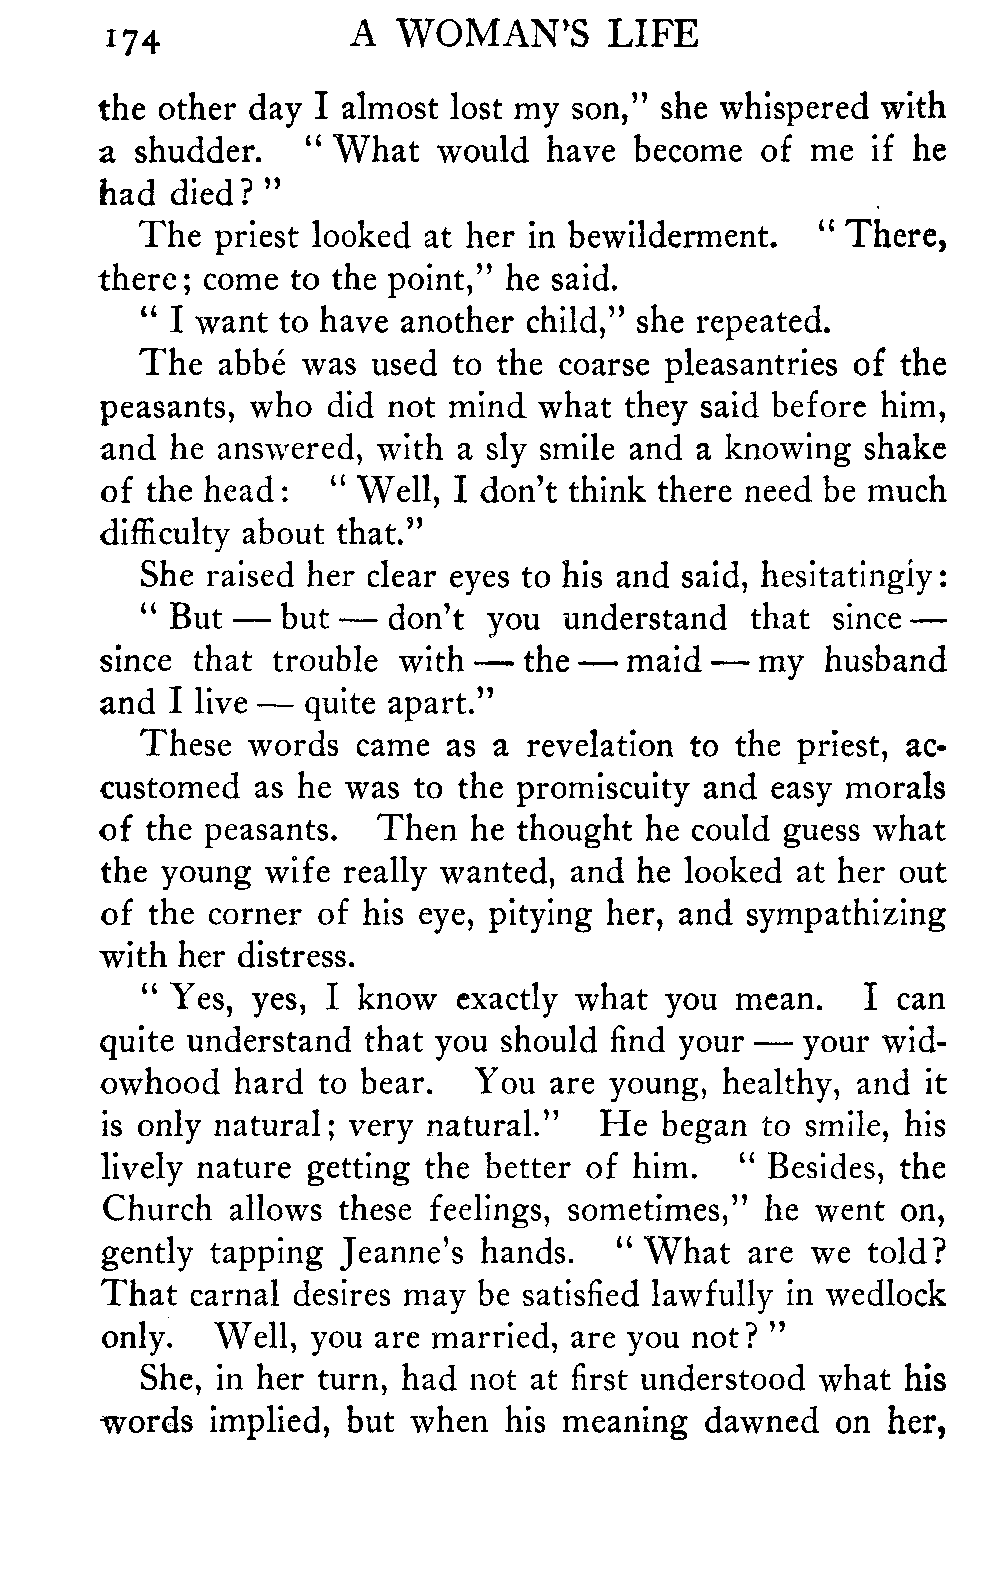 174 A WOMAN'S LIFE
the other day I almost lost my son," she whispered with
a shudder. "What would have become of me if he
had died?"
The priest looked at her in bewilderment. "There,
there; come to the point," he said.
"I want to have another child," she repeated.
The abbé was used to the coarse pleasantries of the
peasants, who did not mind what they said before him,
and he answered, with a sly smile and a knowing shake
of the head: "Well, I don't think there need be much
difficulty about that."
She raised her clear eyes to his and said, hesitatingly:
"But — but — don't you understand that since —
since that trouble with — the — maid — my husband
and I live — quite apart."
These words came as a revelation to the priest, ac-
customed as he was to the promiscuity and easy morals
of the peasants. Then he thought he could guess what
the young wife really wanted, and he looked at her out
of the corner of his eye, pitying her, and sympathizing
with her distress.
"Yes, yes, I know exactly what you mean. I can
quite understand that you should find your — your wid-
owhood hard to bear. You are young, healthy, and it
is only natural; very natural." He began to smile, his
lively nature getting the better of him. "Besides, the
Church allows these feelings, sometimes," he went on,
gently tapping Jeanne's hands. "What are we told?
That carnal desires may be satisfied lawfully in wedlock
only. Well, you are married, are you not?"
She, in her turn, had not at first understood what his
words implied, but when his meaning dawned on her,